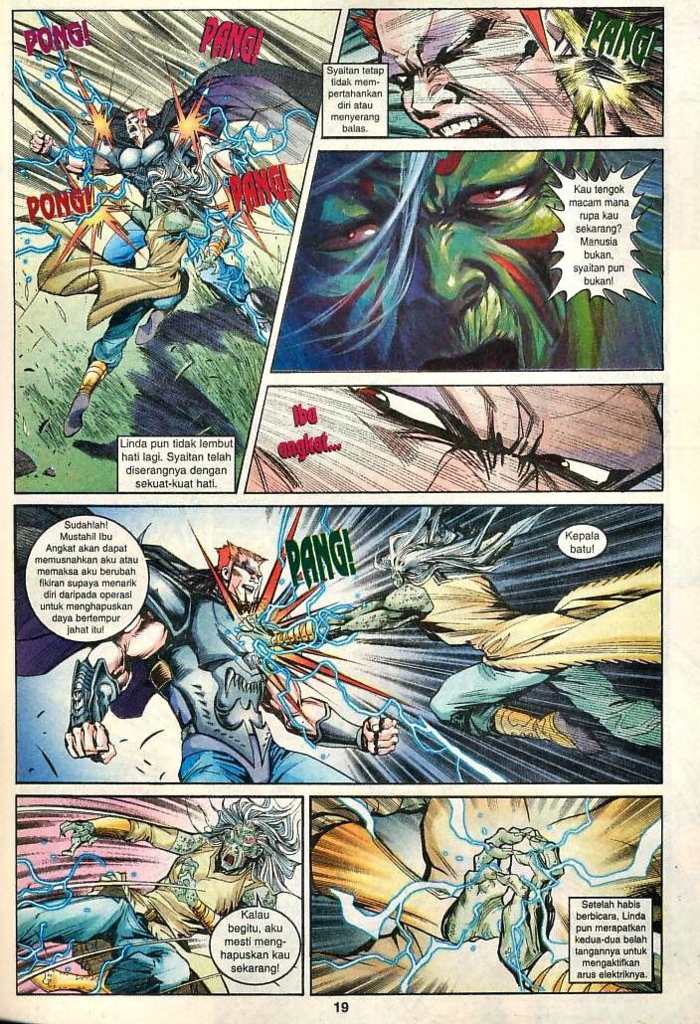 PONG!
PANG!
PONG!
PANG!
Linda pun tidak lembut
hati lagi. Syaitan telah
diserangnya dengan
sekuat-kuat hati.
PANG!
Syaitan tetap
tidak mem-
pertahankan
diri atau
menyerang
balas.
Kau tengok
macam mana
rupa kau
sekarang?
Manusia
bukan,
syaitan pun
bukan!
Ibu
angkat...
Sudahlah!
Mustahil Ibu
Angkat akan dapat
memusnahkan aku atau
memaksa aku berubah
fikiran supaya menarik
diri daripada operasi
untuk menghapuskan
daya bertempur
jahat itu!
PANG!
Kepala
batu!
Kalau
begitu, aku
mesti meng-
hapuskan kau
sekarang!
Setelah habis
berbicara, Linda
pun merapatkan
kedua-dua belah
tangannya untuk
mengaktifkan
arus elektriknya.
19